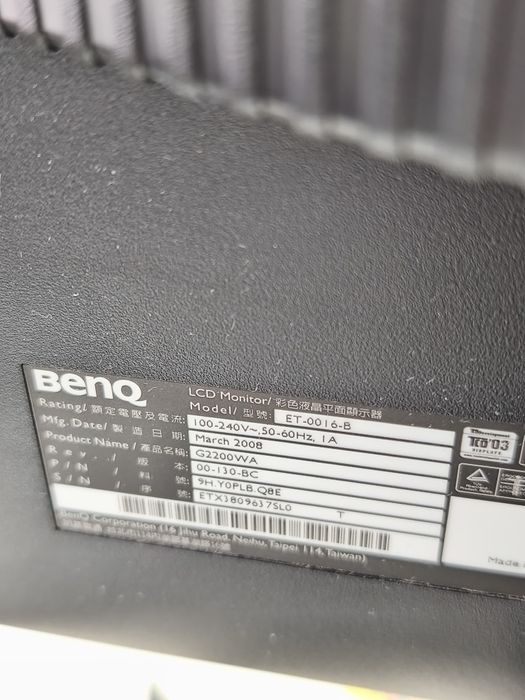 BenQ
LCD Monitor/ 彩色液晶平面顯示器
Model/ 型號: ET-0016-B
Rating/ 額定電壓及電流: 100-240V~,50-60Hz, 1A
Mfg. Date/ 製造日期: March 2008
Product Name / 產品名稱: G2200WA
Rev. / 版本: 00-130-BC
P/N / 料號: 9H.Y0PLB.Q8E
S/N / 序號: ETX3809637SL0 T
BenQ Corporation (16 Jihu Road, Neihu, Taipei 114, Taiwan)
TCO'03
DISPLAYS
Made